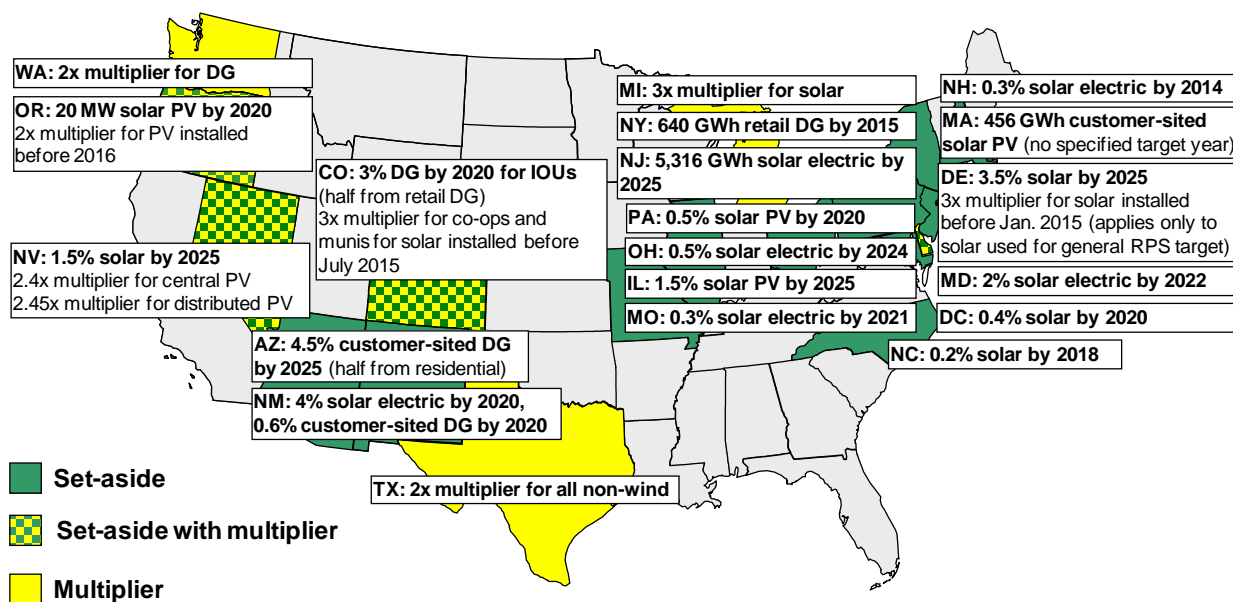 WA: 2x multiplier for DG
OR: 20 MW solar PV by 2020
2x multiplier for PV installed
before 2016
CO: 3% DG by 2020 for IOUs
(half from retail DG)
3x multiplier for co-ops and
munis for solar installed before
July 2015
NV: 1.5% solar by 2025
2.4x multiplier for central PV
2.45x multiplier for distributed PV
AZ: 4.5% customer-sited DG
by 2025 (half from residential)
NM: 4% solar electric by 2020,
0.6% customer-sited DG by 2020
TX: 2x multiplier for all non-wind
MI: 3x multiplier for solar
NY: 640 GWh retail DG by 2015
NJ: 5,316 GWh solar electric by
2025
PA: 0.5% solar PV by 2020
OH: 0.5% solar electric by 2024
IL: 1.5% solar PV by 2025
MO: 0.3% solar electric by 2021
NH: 0.3% solar electric by 2014
MA: 456 GWh customer-sited
solar PV (no specified target year)
DE: 3.5% solar by 2025
3x multiplier for solar installed
before Jan. 2015 (applies only to
solar used for general RPS target)
MD: 2% solar electric by 2022
DC: 0.4% solar by 2020
NC: 0.2% solar by 2018
Set-aside
Set-aside with multiplier
Multiplier